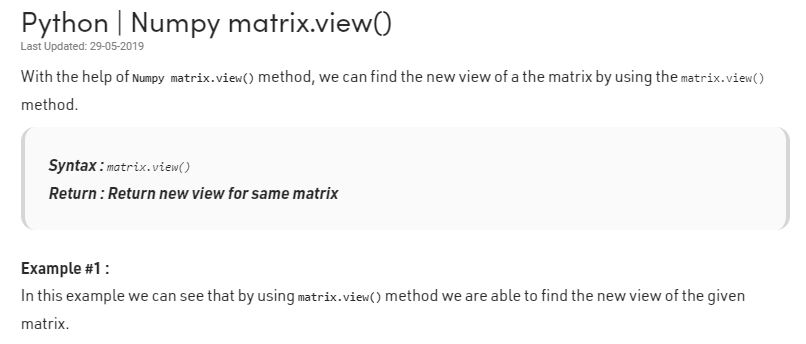 Python | Numpy matrix.view()
Last Updated: 29-05-2019
With the help of Numpy matrix.view() method, we can find the new view of a the matrix by using the matrix.view()
method.
Syntax : matrix.view()
Return : Return new view for same matrix
Example #1 :
In this example we can see that by using matrix.view() method we are able to find the new view of the given
matrix.